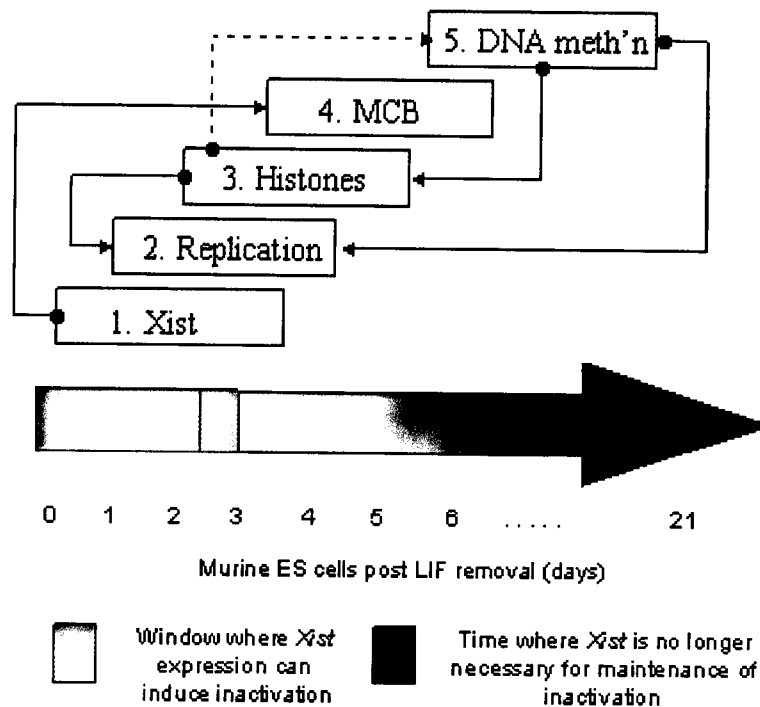 5. DNA meth'n
4. MCB
3. Histones
2. Replication
1. Xist
0 1 2 3 4 5 6 ..... 21
Murine ES cells post LIF removal (days)
Window where Xist
expression can
induce inactivation
Time where Xist is no longer
necessary for maintenance of
inactivation